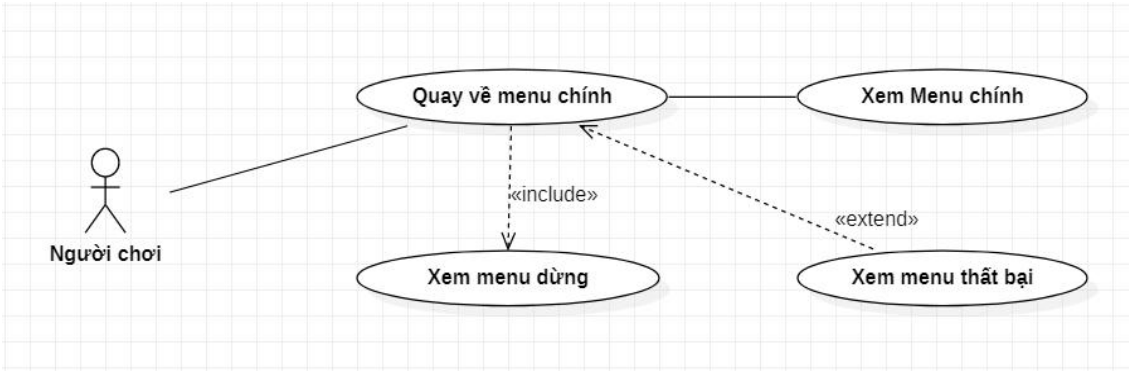 Quay về menu chính
Xem Menu chính
«include»
«extend»
Người chơi
Xem menu dừng
Xem menu thất bại